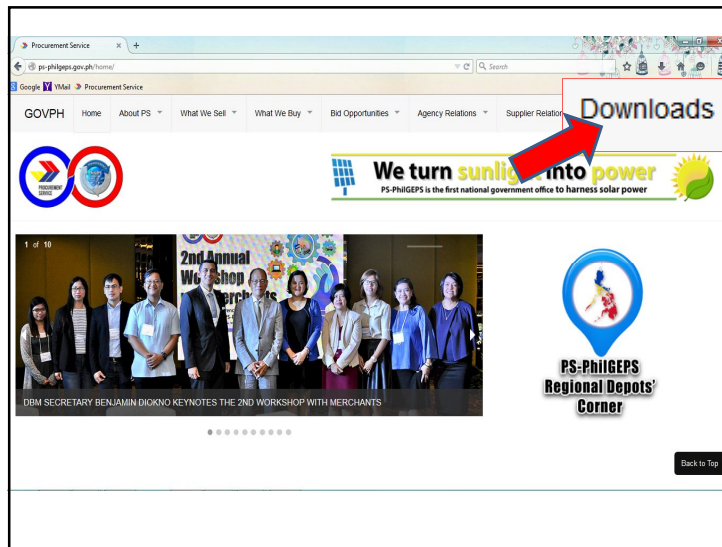 Procurement Service × +
ps-philgeps.gov.ph/home/ Search
Google YMail Procurement Service
GOVPH Home About PS What We Sell What We Buy Bid Opportunities Agency Relations Supplier Relation
Downloads
PROCUREMENT
SERVICE
We turn into power
PS-PhilGEPS is the first national government office to harness solar power
1 of 10
2nd Annual
DBM SECRETARY BENJAMIN DIOKNO KEYNOTES THE 2ND WORKSHOP WITH MERCHANTS
PS-PhilGEPS
Regional Depots'
Corner
Back to Top